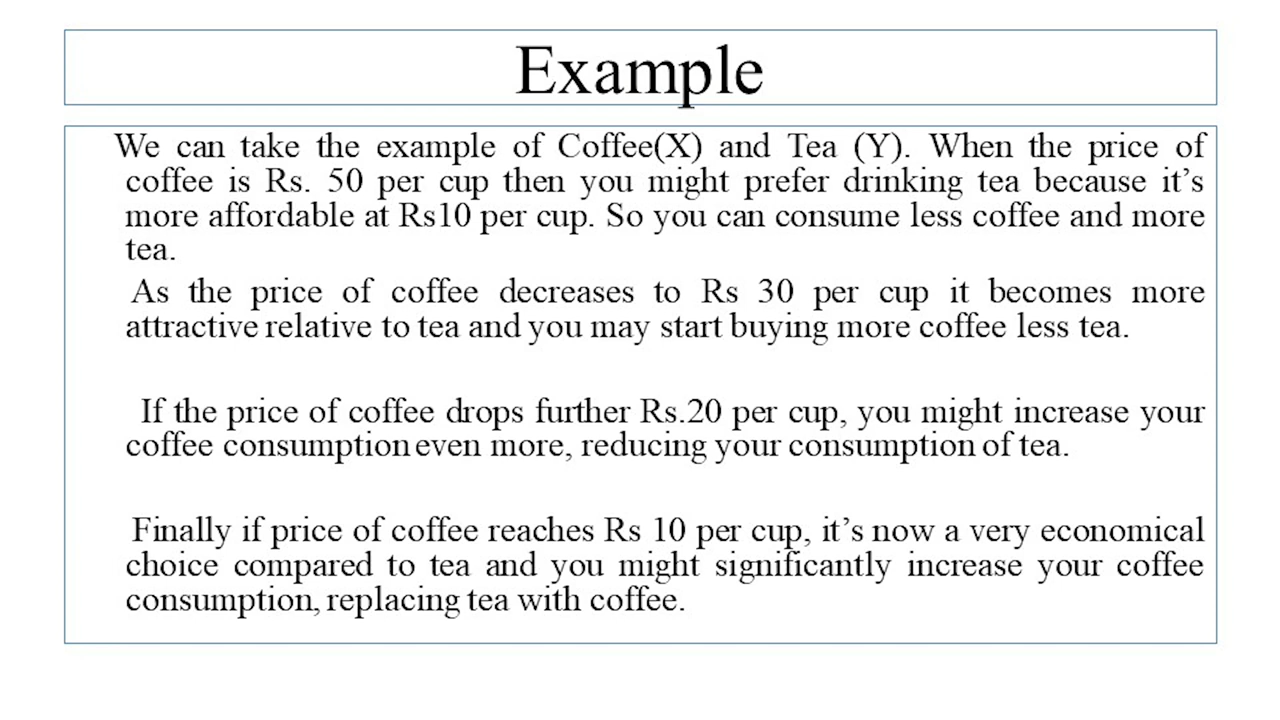 Example
We can take the example of Coffee(X) and Tea (Y). When the price of
coffee is Rs. 50 per cup then you might prefer drinking tea because it’s
more affordable at Rs10 per cup. So you can consume less coffee and more
tea.
As the price of coffee decreases to Rs 30 per cup it becomes more
attractive relative to tea and you may start buying more coffee less tea.
If the price of coffee drops further Rs.20 per cup, you might increase your
coffee consumption even more, reducing your consumption of tea.
Finally if price of coffee reaches Rs 10 per cup, it’s now a very economical
choice compared to tea and you might significantly increase your coffee
consumption, replacing tea with coffee.